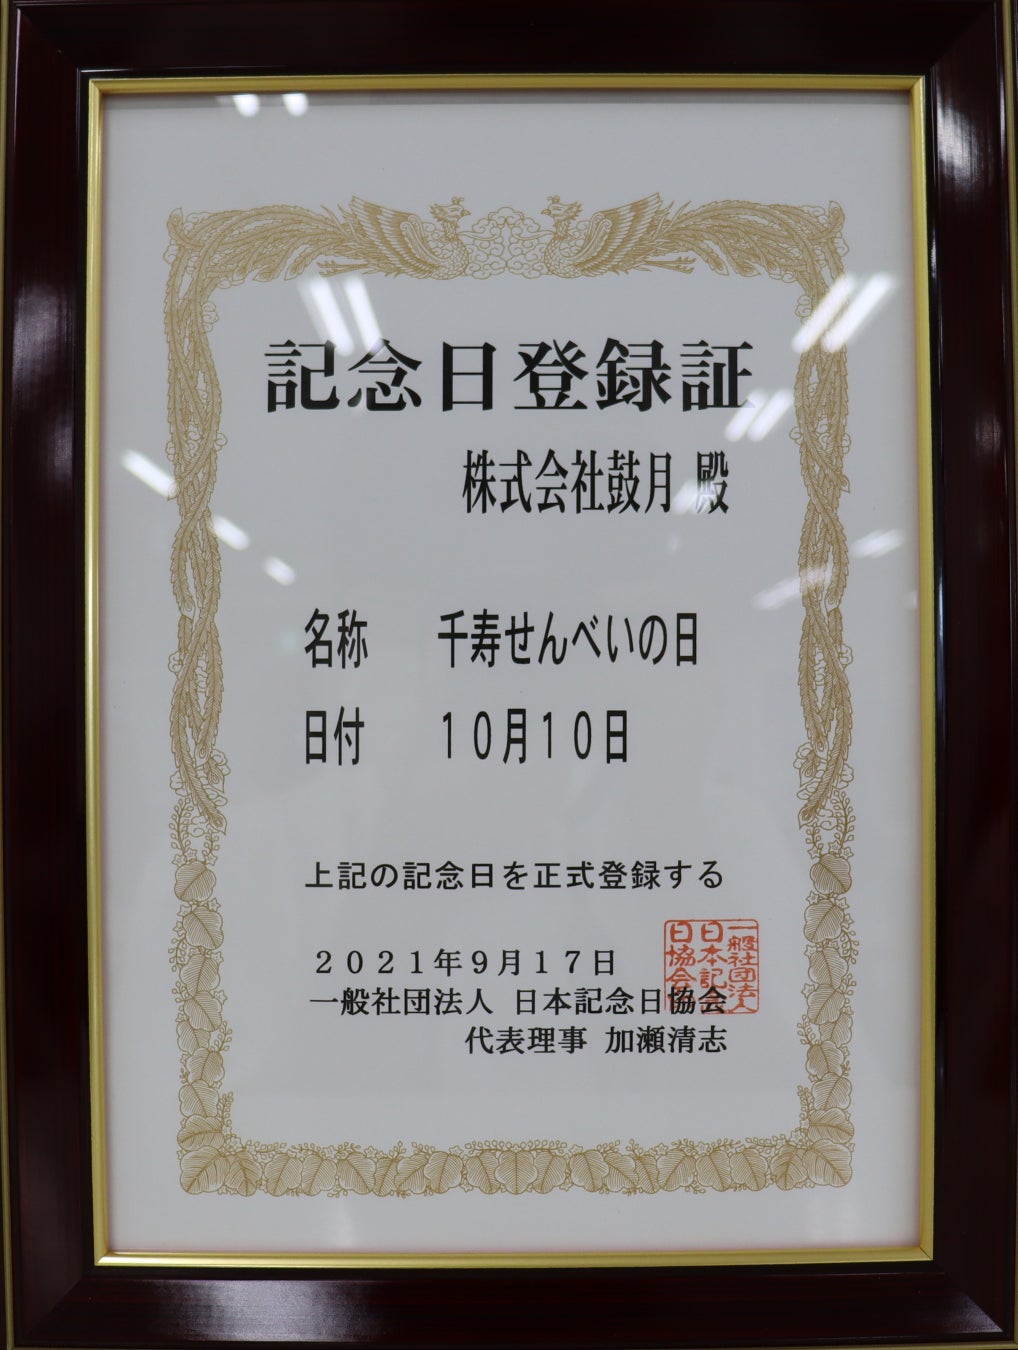 記念日登録証
株式会社鼓月 殿
名称 千寿せんべいの日
日付 １０月１０日
上記の記念日を正式登録する
２０２１年９月１７日
一般社団法人 日本記念日協会
代表理事 加瀬清志
一般社団法人
日本記念
日協会